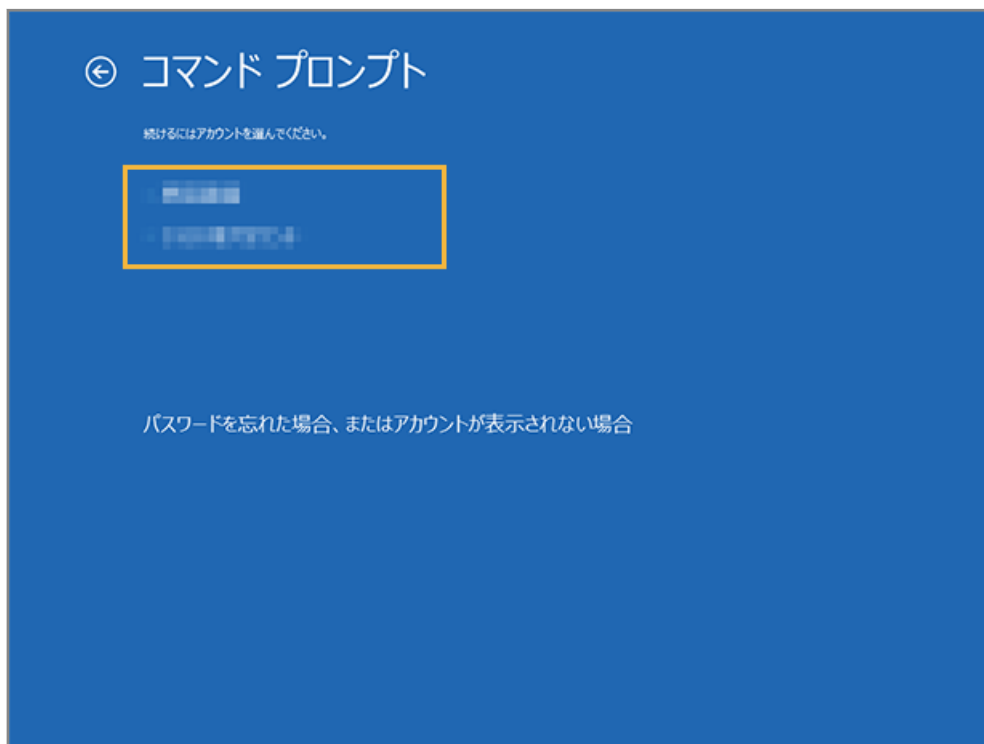 コマンド プロンプト
続けるにはアカウントを選んでください。
パスワードを忘れた場合、またはアカウントが表示されない場合